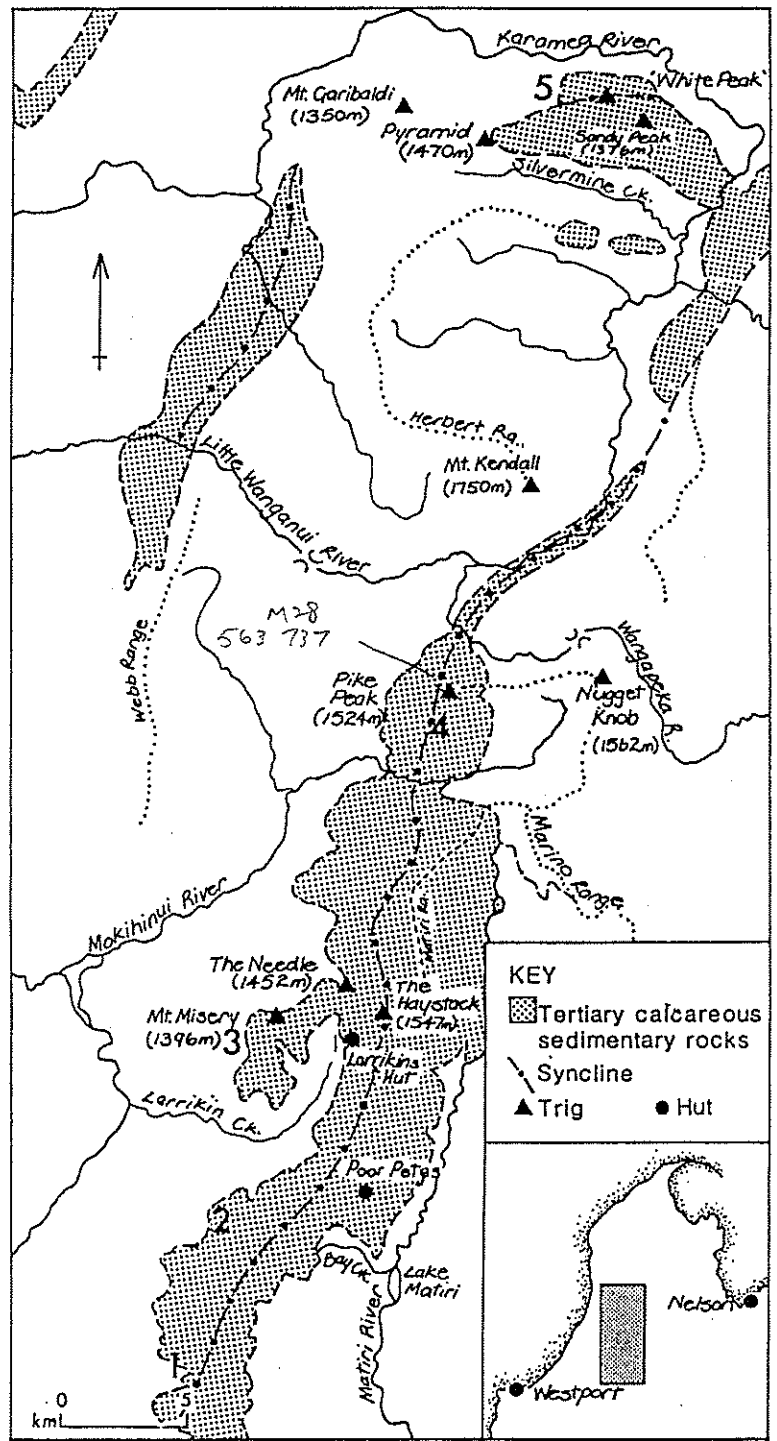 Karamea River
5
'White Peak'
Mt. Garibaldi
(1350m)
Pyramid
(1470m)
Sandy Peak
(1376m)
Silvermine Ck.
Herbert Ra.
Mt. Kendall
(1750m)
Little Wanganui River
M28
563 737
Webb Range
Pike
Peak
(1524m)
4
Wangapeka R.
Nugget
Knob
(1562m)
Marino Range
Matiri Ra.
Mokihinui River
The Needle
(1452m)
The
Haystack
(1547m)
Mt. Misery
(1396m)
3
Larrikins
Hut
Larrikin Ck.
Poor Petes
2
Bay Ck.
Lake
Matiri
Matiri River
1
0
5
km
KEY
Tertiary calcareous
sedimentary rocks
Syncline
Trig
Hut
Nelson
Westport